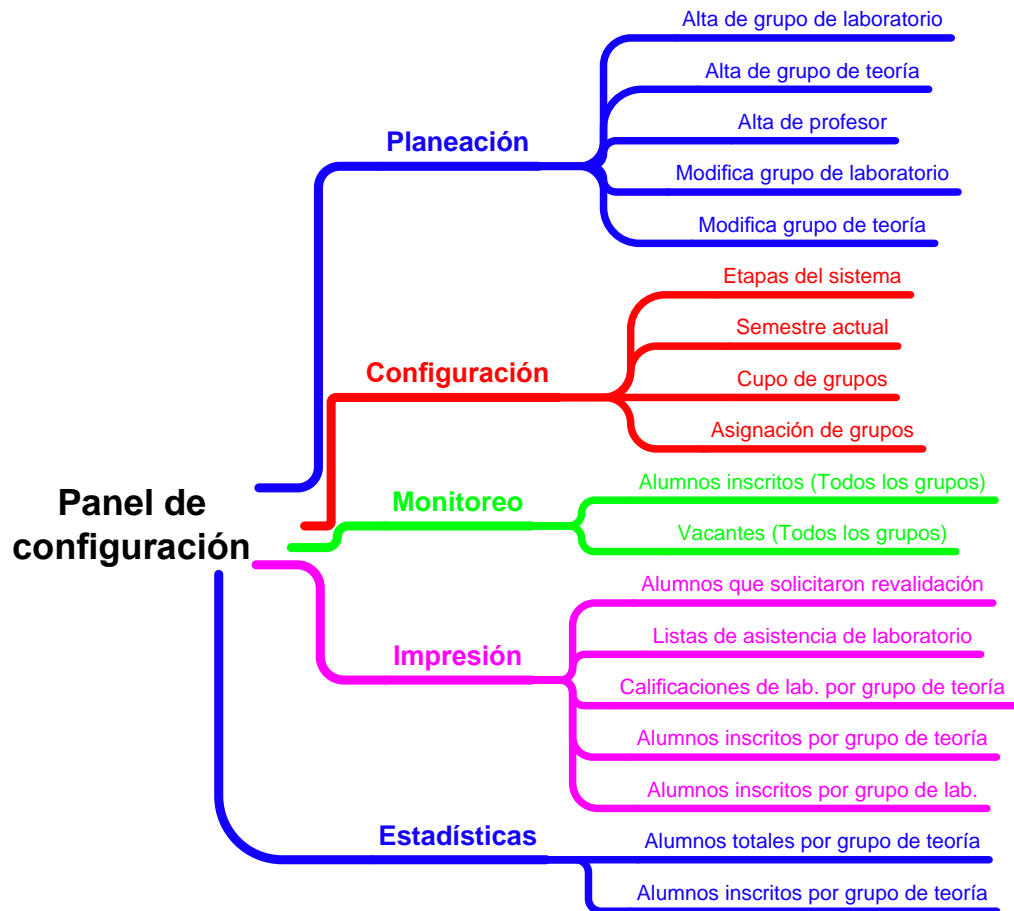 Panel de
configuración
Planeación
Alta de grupo de laboratorio
Alta de grupo de teoría
Alta de profesor
Modifica grupo de laboratorio
Modifica grupo de teoría
Configuración
Etapas del sistema
Semestre actual
Cupo de grupos
Asignación de grupos
Monitoreo
Alumnos inscritos (Todos los grupos)
Vacantes (Todos los grupos)
Impresión
Alumnos que solicitaron revalidación
Listas de asistencia de laboratorio
Calificaciones de lab. por grupo de teoría
Alumnos inscritos por grupo de teoría
Alumnos inscritos por grupo de lab.
Estadísticas
Alumnos totales por grupo de teoría
Alumnos inscritos por grupo de teoría